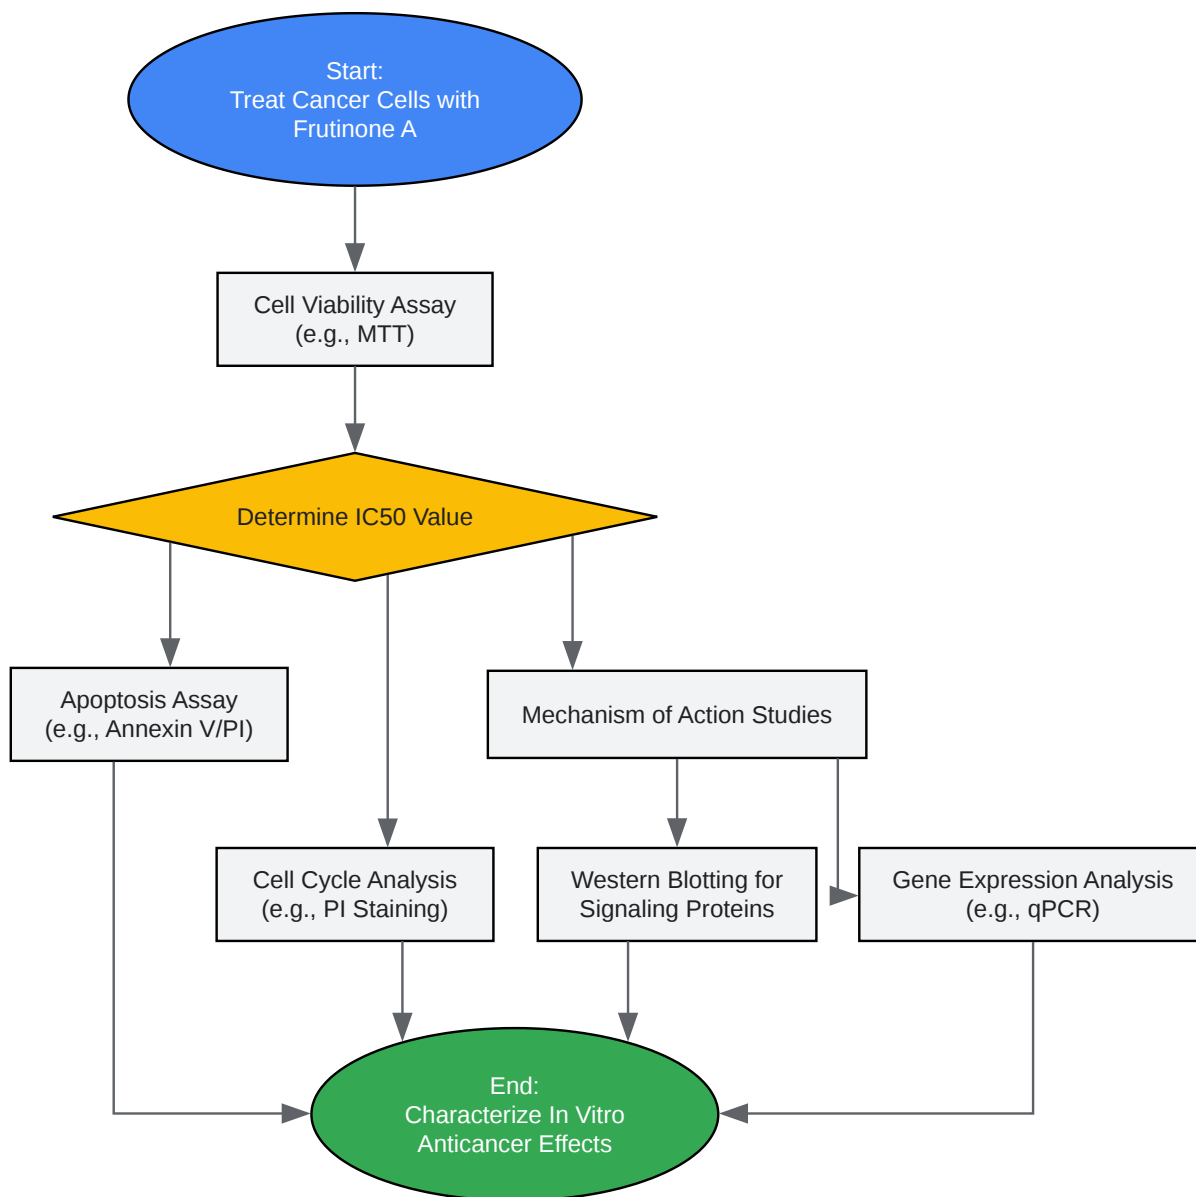 Start:
Treat Cancer Cells with
Frutinone A
Cell Viability Assay
(e.g., MTT)
Determine IC50 Value
Apoptosis Assay
(e.g., Annexin V/PI)
Mechanism of Action Studies
Cell Cycle Analysis
(e.g., PI Staining)
Western Blotting for
Signaling Proteins
Gene Expression Analysis
(e.g., qPCR)
End:
Characterize In Vitro
Anticancer Effects